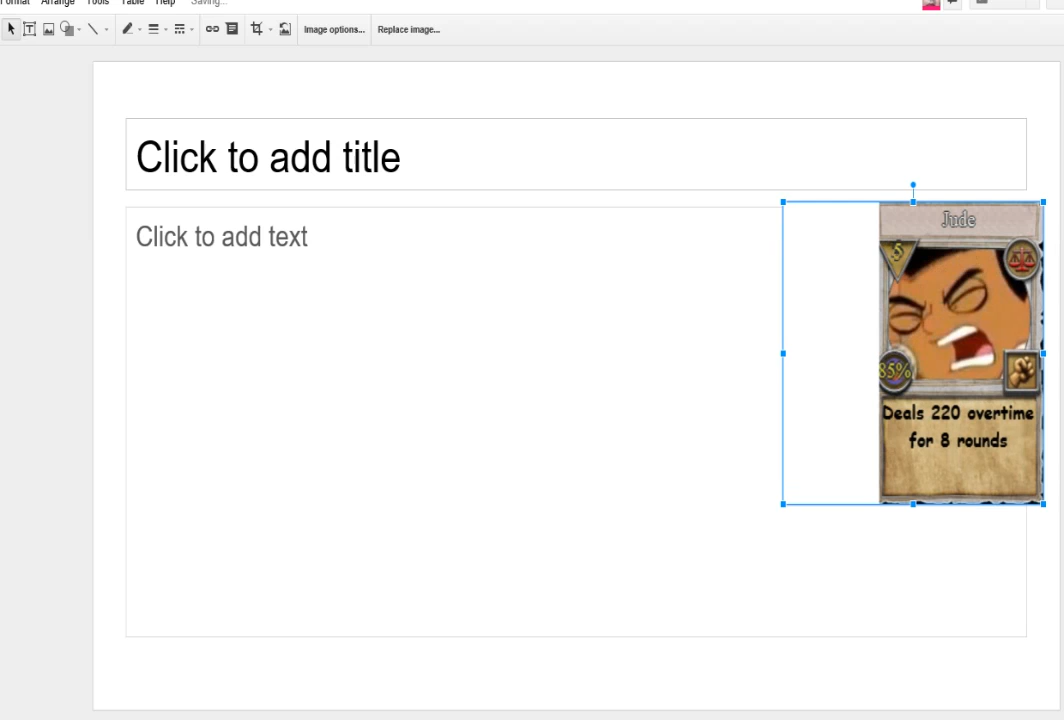 Format Arrange Tools Table Help Saving...
Image options... Replace image...
Click to add title
Click to add text
Jude
5
85%
Deals 220 overtime
for 8 rounds